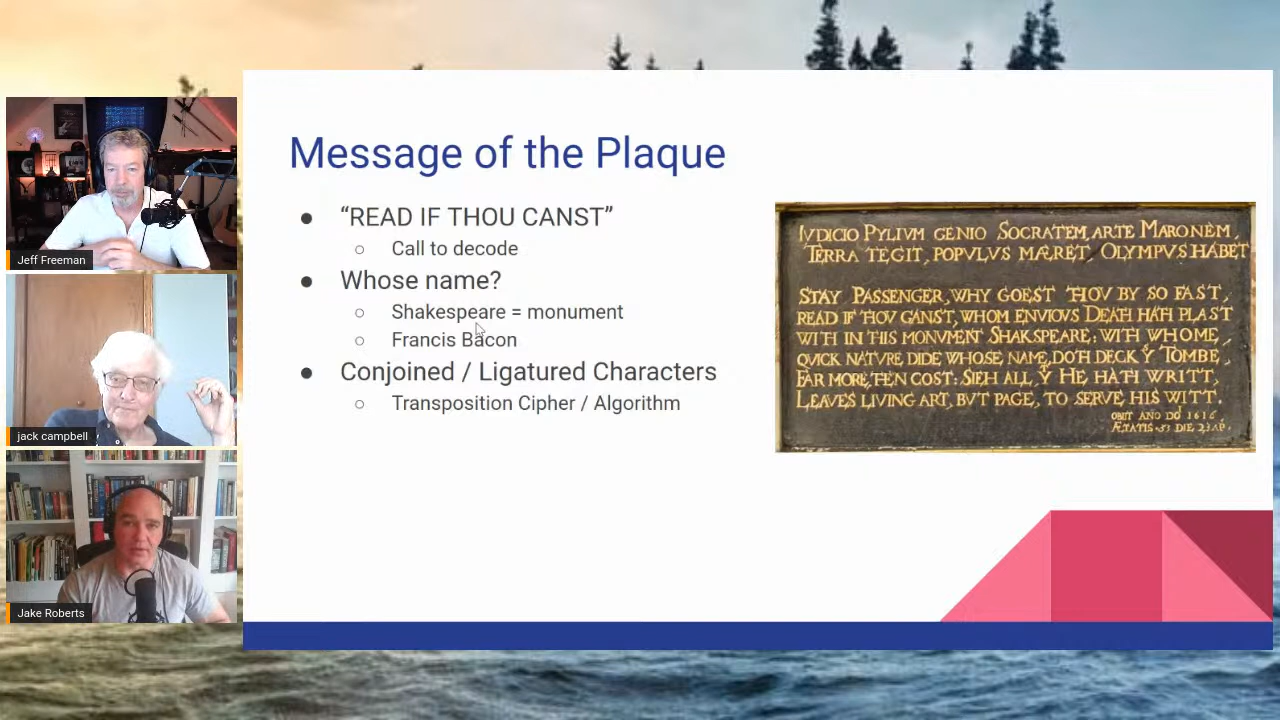 Message of the Plaque
● “READ IF THOU CANST”
○ Call to decode
● Whose name?
○ Shakespeare = monument
○ Francis Bacon
● Conjoined / Ligatured Characters
○ Transposition Cipher / Algorithm
IVDICIO PYLIVM GENIO SOCRATEM, ARTE MARONEM,
TERRA TEGIT, POPVLVS MÆRET, OLYMPVS HABET
STAY PASSENGER, WHY GOEST THOV BY SO FAST,
READ IF THOV CANST, WHOM ENVIOVS DEATH HATH PLAST
WITH IN THIS MONVMENT SHAKSPEARE: WITH WHOME,
QVICK NATVRE DIDE WHOSE NAME, DOTH DECK Y TOMBE,
FAR MORE, THEN COST: SIEH ALL, Y HE HATH WRITT,
LEAVES LIVING ART, BVT PAGE, TO SERVE HIS WITT.
OBIIT ANO DO 1616
ÆTATIS · 53 DIE 23 AP.
Jeff Freeman
jack campbell
Jake Roberts